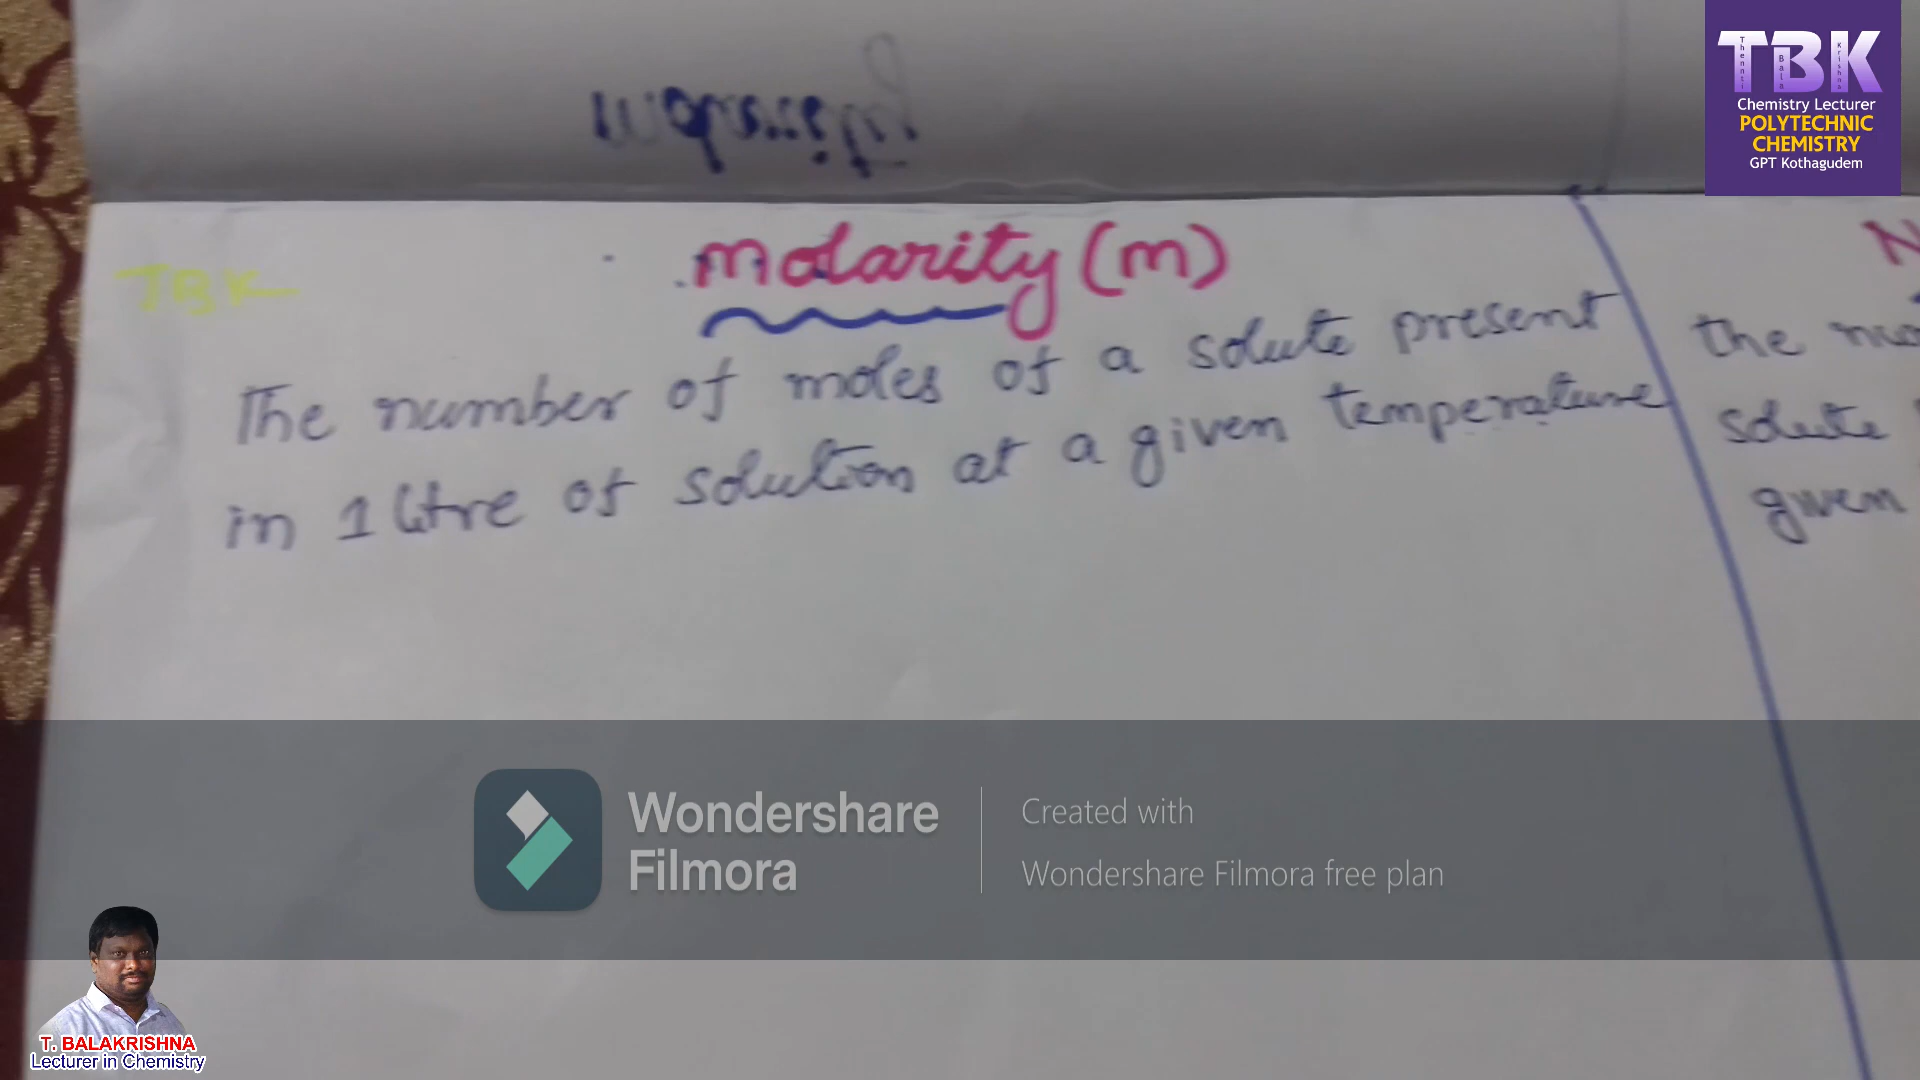 TBK
Chemistry Lecturer
POLYTECHNIC
CHEMISTRY
GPT Kothagudem
TBK
Molarity (m)
The number of moles of a solute present
in 1 litre of solution at a given temperature
the
solute
given
Wondershare
Filmora
Created with
Wondershare Filmora free plan
T. BALAKRISHNA
Lecturer in Chemistry